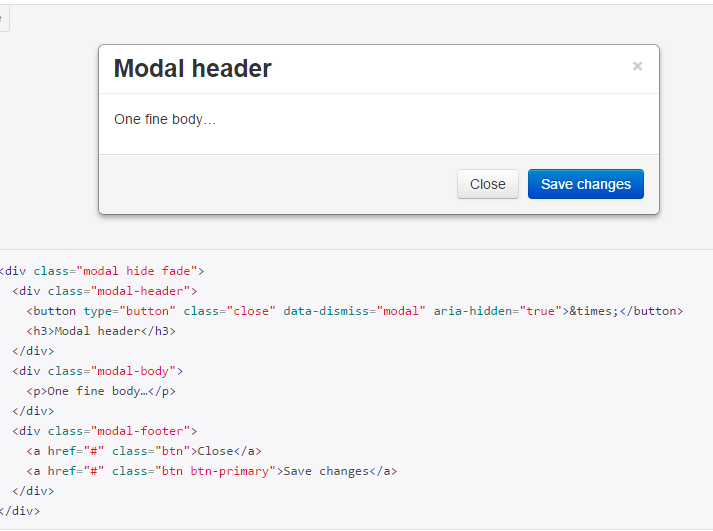 Modal header ×
One fine body…
Close Save changes
<div class="modal hide fade">
<div class="modal-header">
<button type="button" class="close" data-dismiss="modal" aria-hidden="true">&times;</button>
<h3>Modal header</h3>
</div>
<div class="modal-body">
<p>One fine body…</p>
</div>
<div class="modal-footer">
<a href="#" class="btn">Close</a>
<a href="#" class="btn btn-primary">Save changes</a>
</div>
</div>